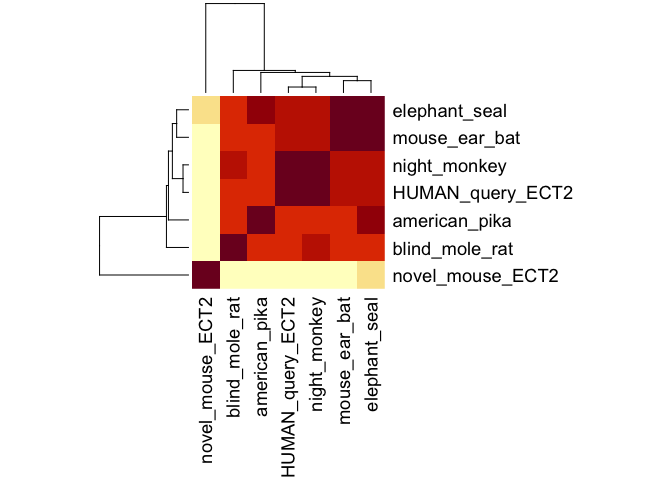 elephant_seal
mouse_ear_bat
night_monkey
HUMAN_query_ECT2
american_pika
blind_mole_rat
novel_mouse_ECT2
novel_mouse_ECT2
blind_mole_rat
american_pika
HUMAN_query_ECT2
night_monkey
mouse_ear_bat
elephant_seal